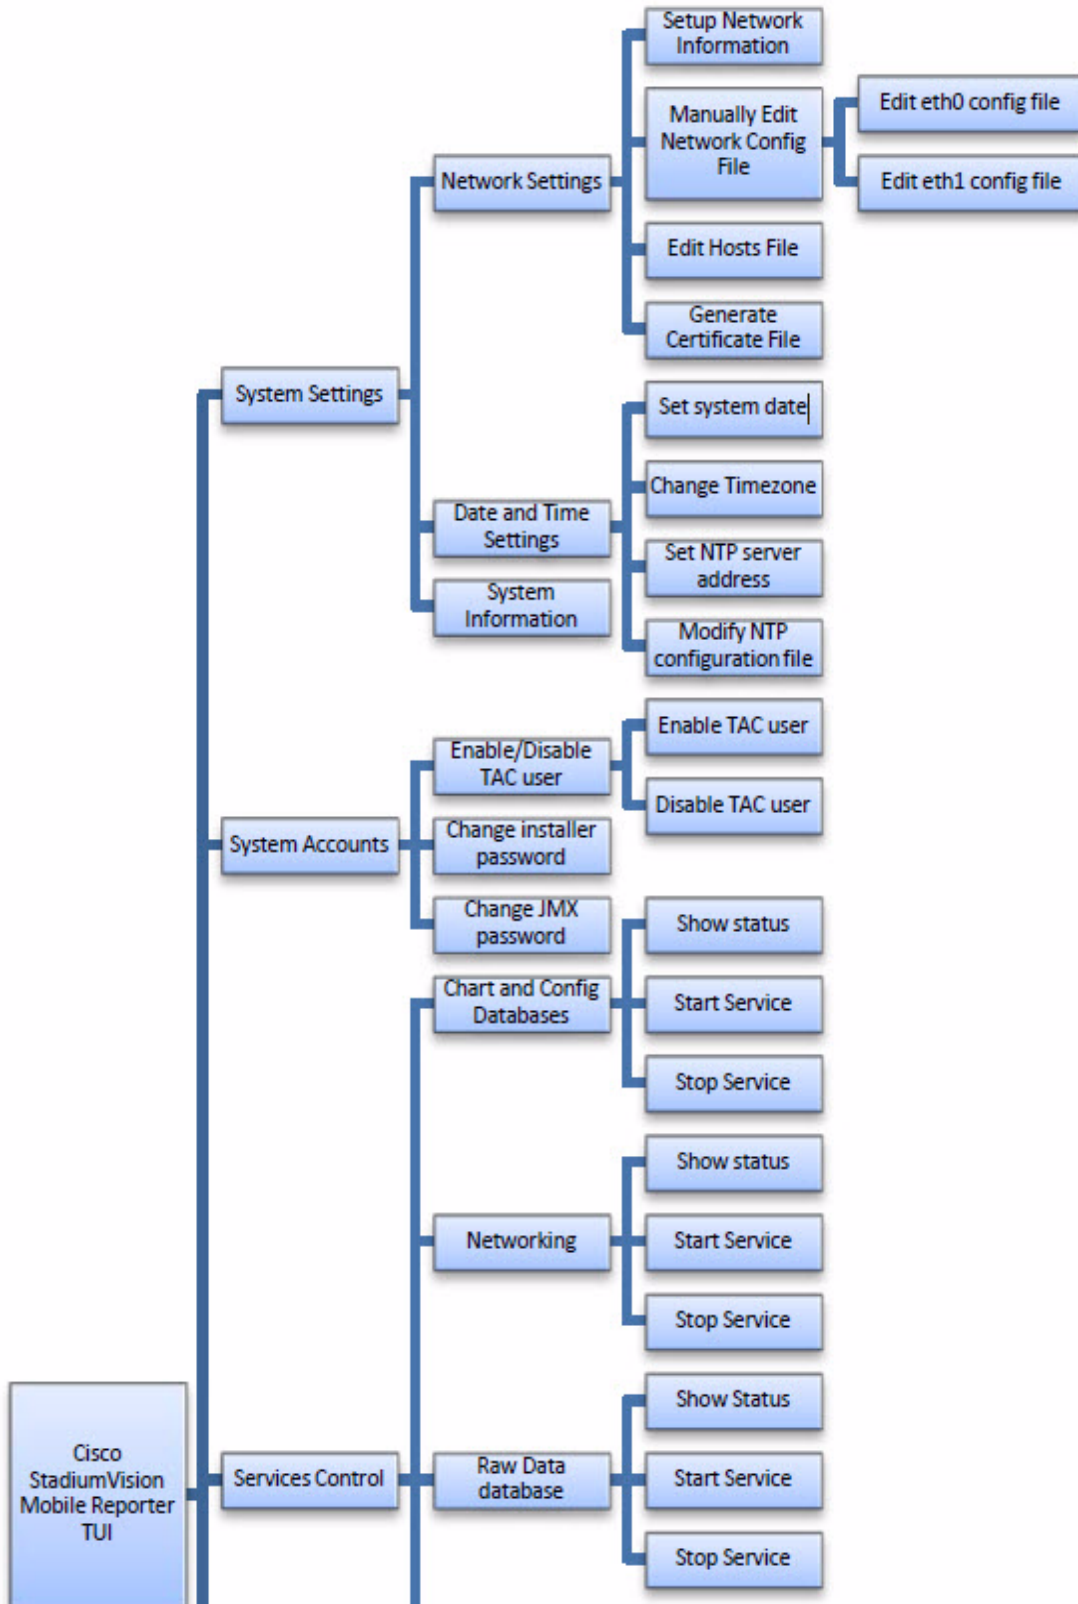 Setup Network
Information
Manually Edit
Network Config
File
Edit eth0 config file
Edit eth1 config file
Network Settings
Edit Hosts File
Generate
Certificate File
System Settings
Set system date
Change Timezone
Date and Time
Settings
Set NTP server
address
System
Information
Modify NTP
configuration file
Enable TAC user
Enable/Disable
TAC user
Disable TAC user
System Accounts
Change installer
password
Change JMX
password
Show status
Chart and Config
Databases
Start Service
Stop Service
Show status
Networking
Start Service
Stop Service
Show Status
Cisco
StadiumVision
Mobile Reporter
TUI
Services Control
Raw Data
database
Start Service
Stop Service